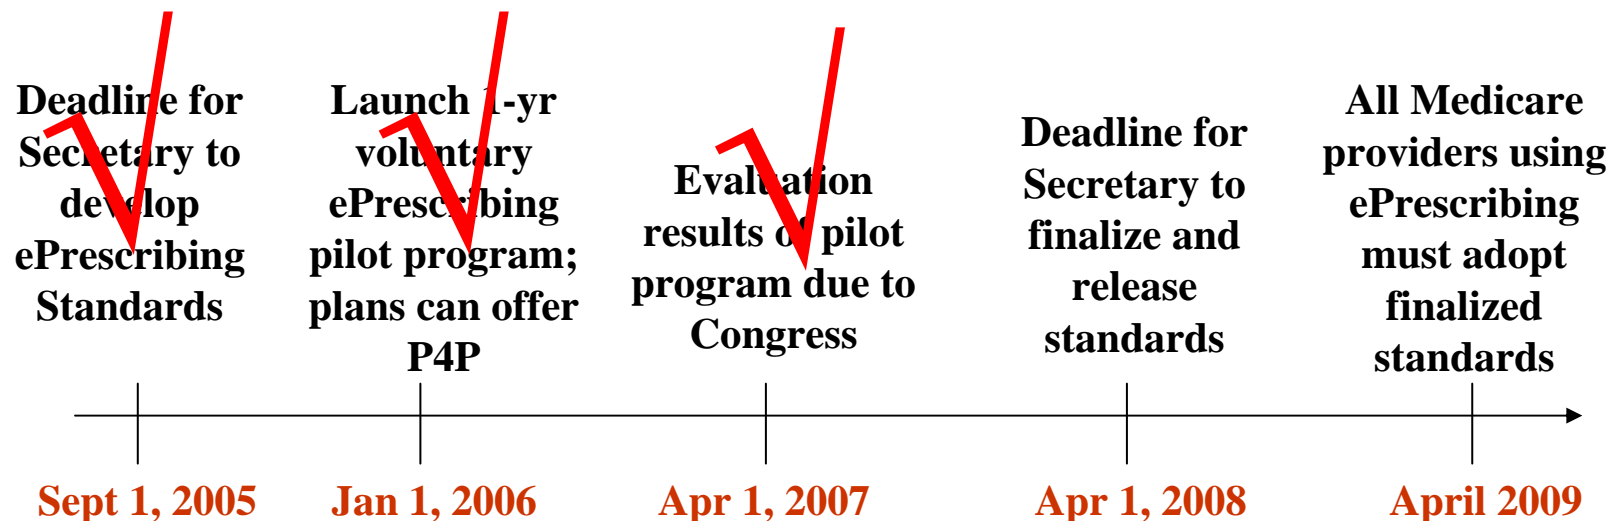 Deadline for
Secretary to
develop
ePrescribing
Standards
Launch 1-yr
voluntary
ePrescribing
pilot program;
plans can offer
P4P
Evaluation
results of pilot
program due to
Congress
Deadline for
Secretary to
finalize and
release
standards
All Medicare
providers using
ePrescribing
must adopt
finalized
standards
Sept 1, 2005
Jan 1, 2006
Apr 1, 2007
Apr 1, 2008
April 2009